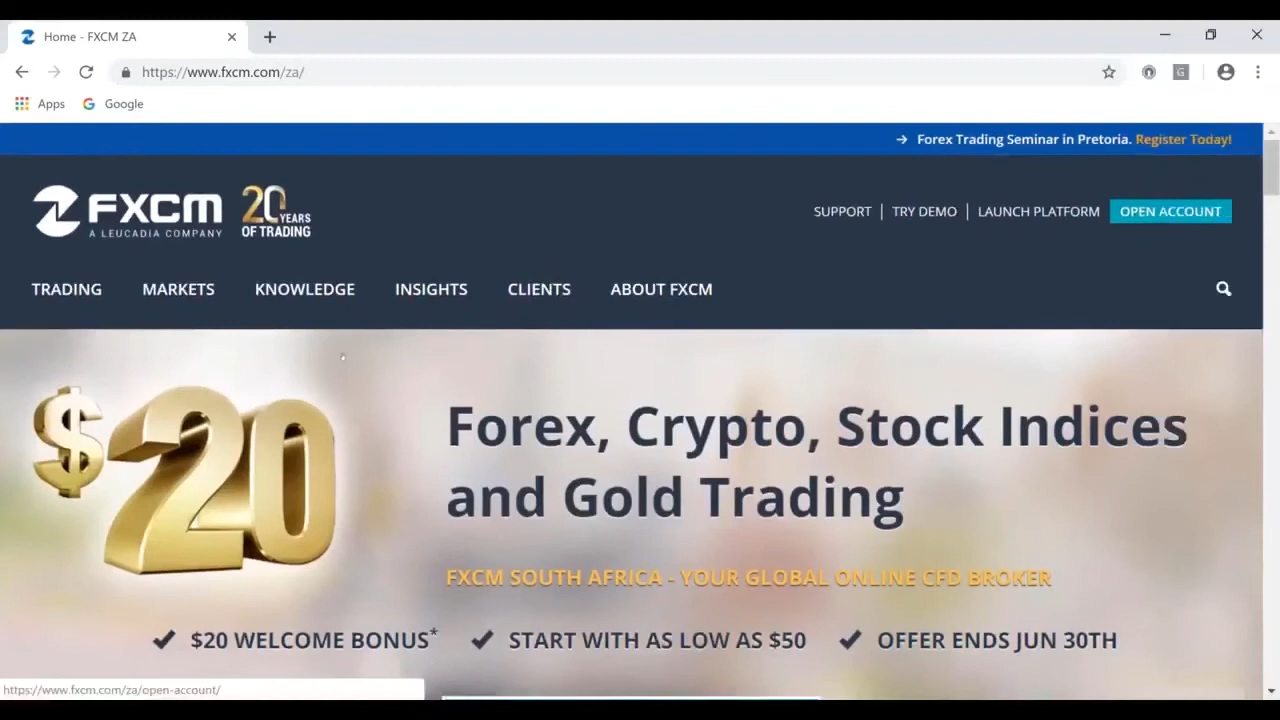 Home - FXCM ZA
https://www.fxcm.com/za/
G
Apps
Google
→ Forex Trading Seminar in Pretoria. Register Today!
FXCM
A LEUCADIA COMPANY
20 YEARS
OF TRADING
SUPPORT | TRY DEMO | LAUNCH PLATFORM
OPEN ACCOUNT
TRADING MARKETS KNOWLEDGE INSIGHTS CLIENTS ABOUT FXCM
$20
Forex, Crypto, Stock Indices
and Gold Trading
FXCM SOUTH AFRICA - YOUR GLOBAL ONLINE CFD BROKER
✓ $20 WELCOME BONUS* ✓ START WITH AS LOW AS $50 ✓ OFFER ENDS JUN 30TH
https://www.fxcm.com/za/open-account/